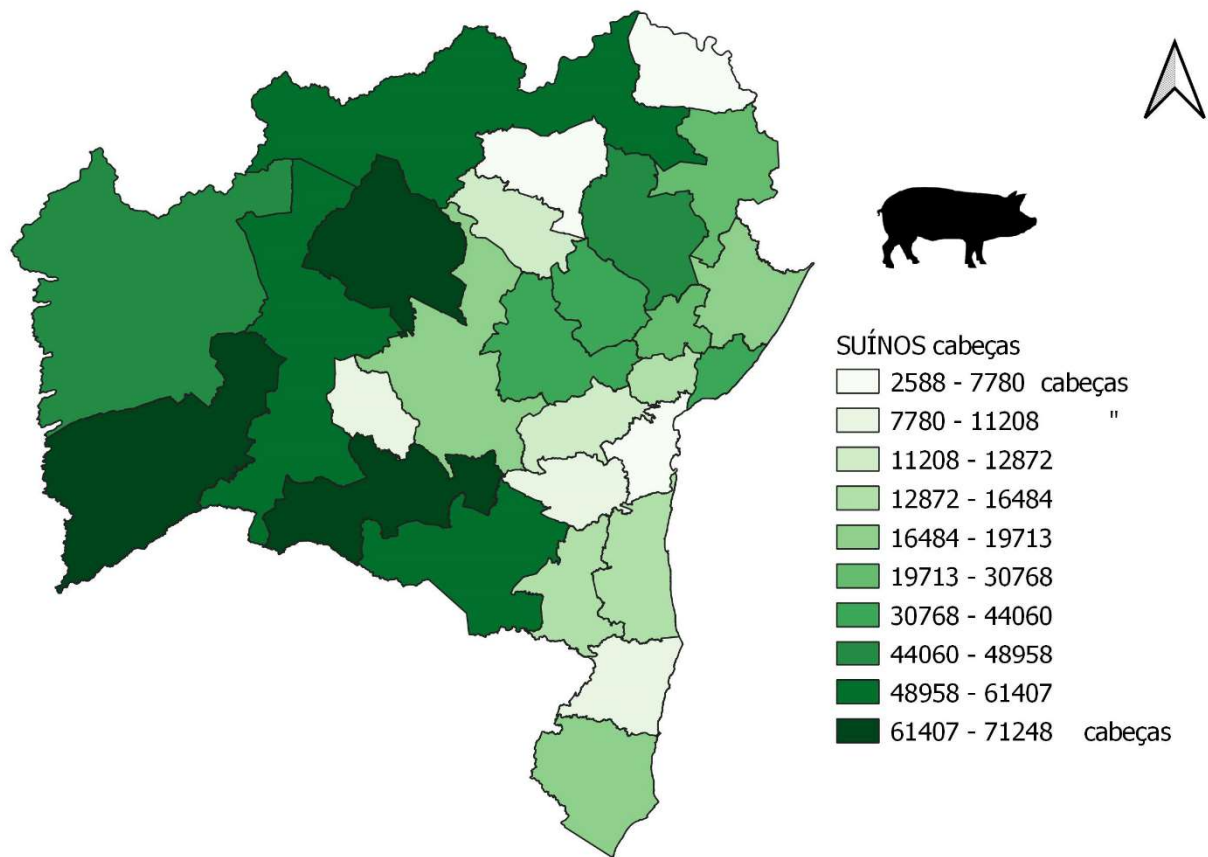 SUÍNOS cabeças
2588 - 7780 cabeças
7780 - 11208 "
11208 - 12872
12872 - 16484
16484 - 19713
19713 - 30768
30768 - 44060
44060 - 48958
48958 - 61407
61407 - 71248 cabeças